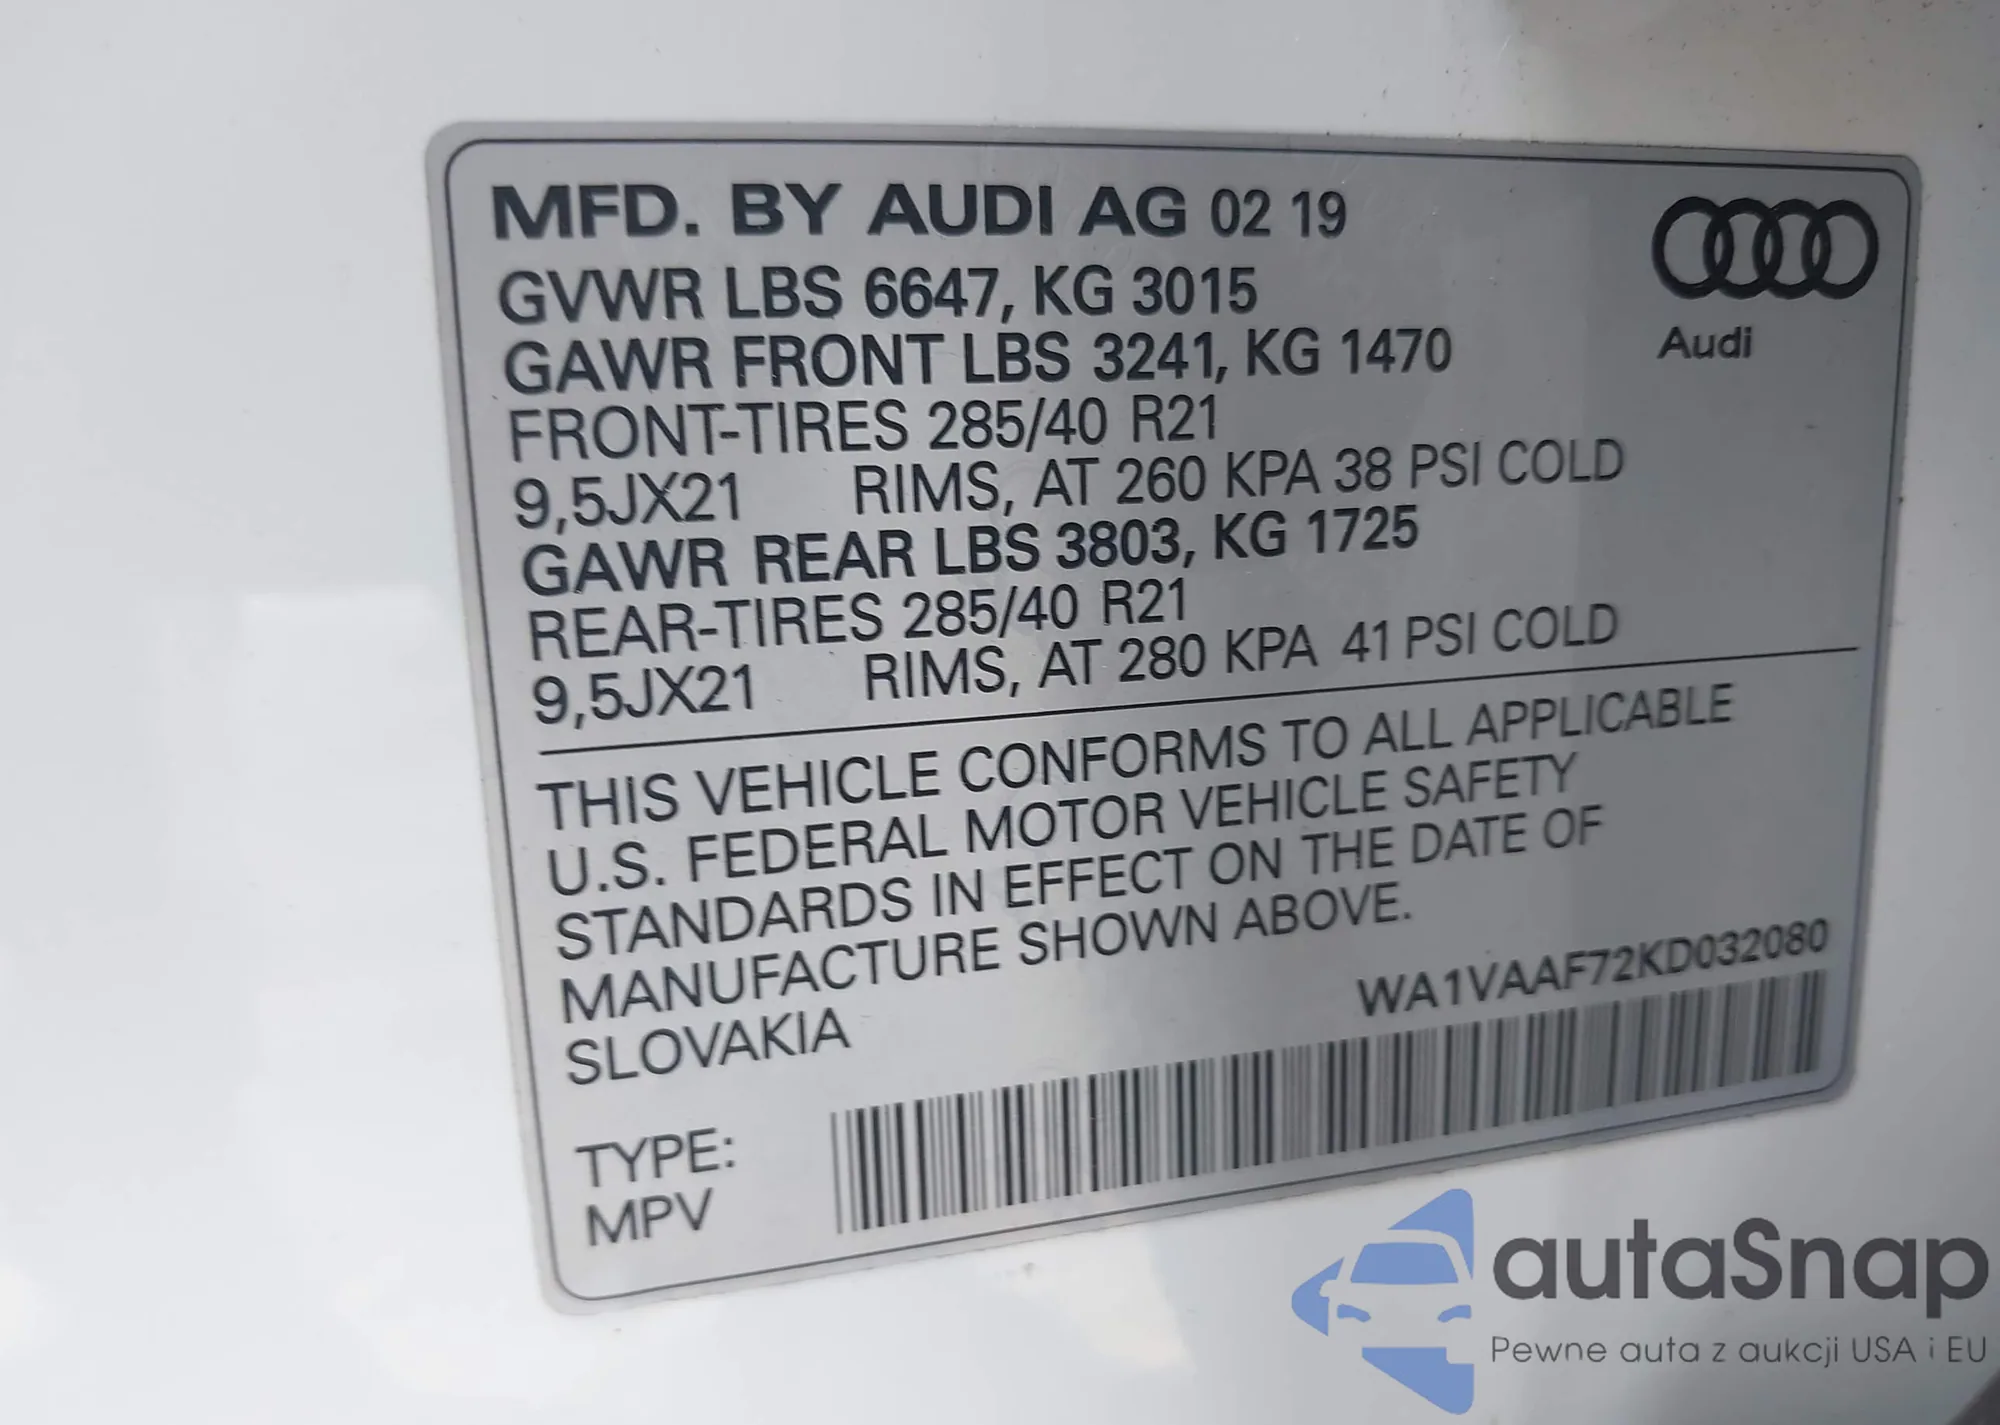 MFD. BY AUDI AG 02 19
GVWR LBS 6647, KG 3015
GAWR FRONT LBS 3241, KG 1470
FRONT-TIRES 285/40 R21
9,5JX21 RIMS, AT 260 KPA 38 PSI COLD
GAWR REAR LBS 3803, KG 1725
REAR-TIRES 285/40 R21
9,5JX21 RIMS, AT 280 KPA 41 PSI COLD
Audi
THIS VEHICLE CONFORMS TO ALL APPLICABLE
U.S. FEDERAL MOTOR VEHICLE SAFETY
STANDARDS IN EFFECT ON THE DATE OF
MANUFACTURE SHOWN ABOVE.
SLOVAKIA
WA1VAAF72KD032080
TYPE:
MPV
autaSnap
Pewne auta z aukcji USA i EU